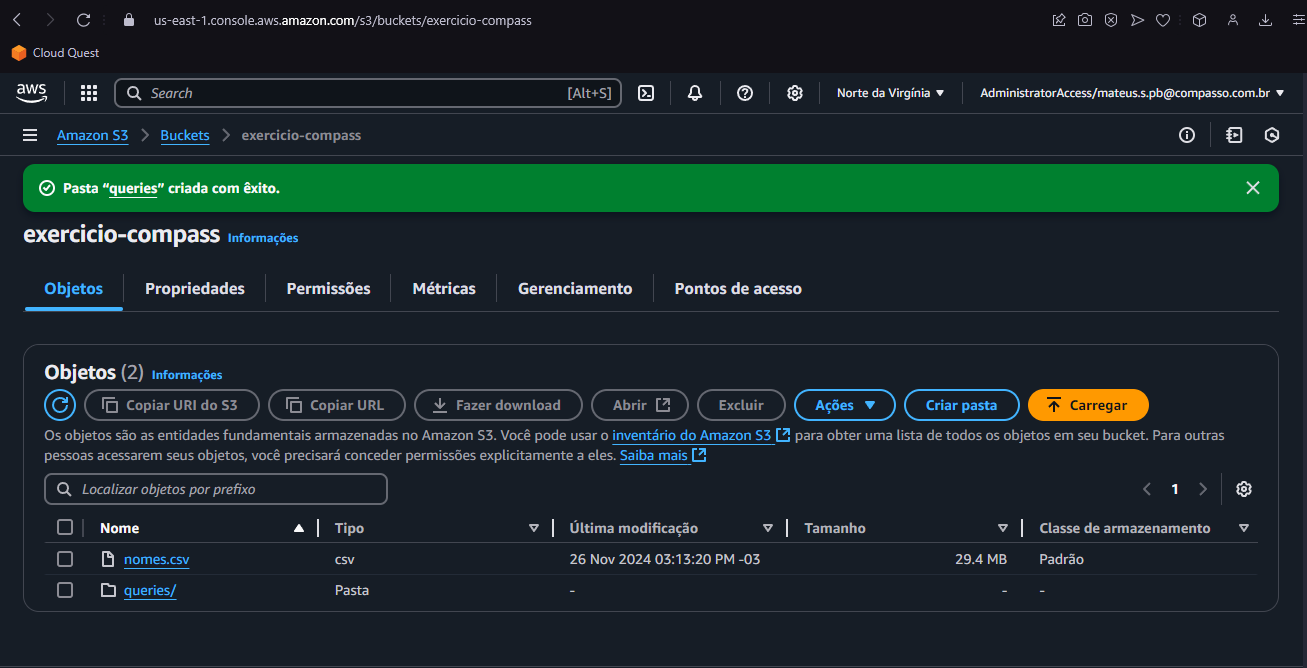 us-east-1.console.aws.amazon.com/s3/buckets/exercicio-compass
Cloud Quest
aws Search [Alt+S] Norte da Virgínia AdministratorAccess/mateus.s.pb@compasso.com.br
Amazon S3 Buckets exercicio-compass
Pasta “queries” criada com êxito.
exercicio-compass Informações
Objetos Propriedades Permissões Métricas Gerenciamento Pontos de acesso
Objetos (2) Informações
Copiar URI do S3 Copiar URL Fazer download Abrir Excluir Ações Criar pasta Carregar
Os objetos são as entidades fundamentais armazenadas no Amazon S3. Você pode usar o inventário do Amazon S3 para obter uma lista de todos os objetos em seu bucket. Para outras
pessoas acessarem seus objetos, você precisará conceder permissões explicitamente a eles. Saiba mais
Localizar objetos por prefixo 1
Nome Tipo Última modificação Tamanho Classe de armazenamento
nomes.csv csv 26 Nov 2024 03:13:20 PM -03 29.4 MB Padrão
queries/ Pasta - - -